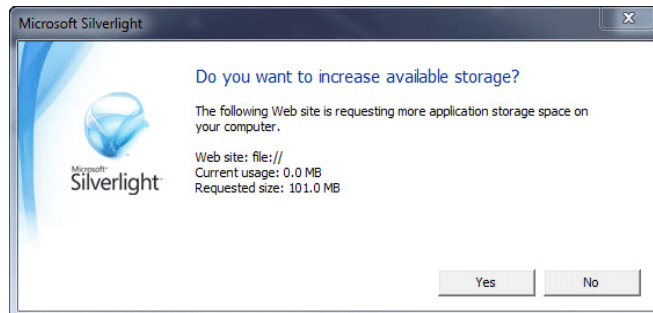 Microsoft Silverlight
X
Do you want to increase available storage?
The following Web site is requesting more application storage space on
your computer.
Web site: file://
Current usage: 0.0 MB
Requested size: 101.0 MB
Microsoft®
Silverlight™
Yes
No